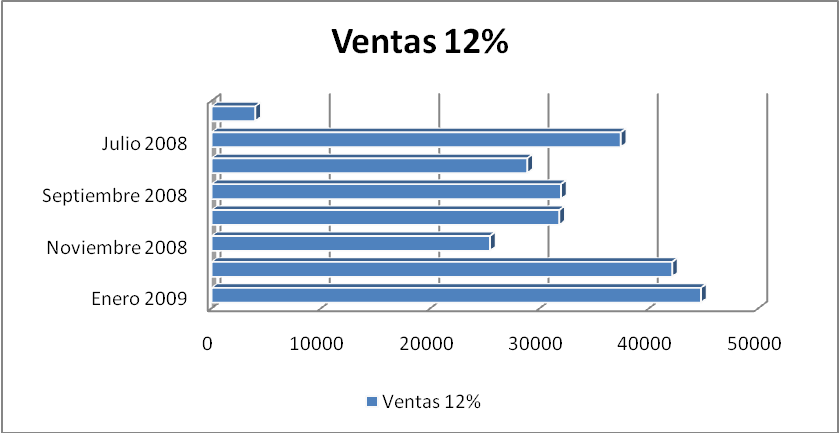 Ventas 12%
Julio 2008
Septiembre 2008
Noviembre 2008
Enero 2009
0 10000 20000 30000 40000 50000
Ventas 12%